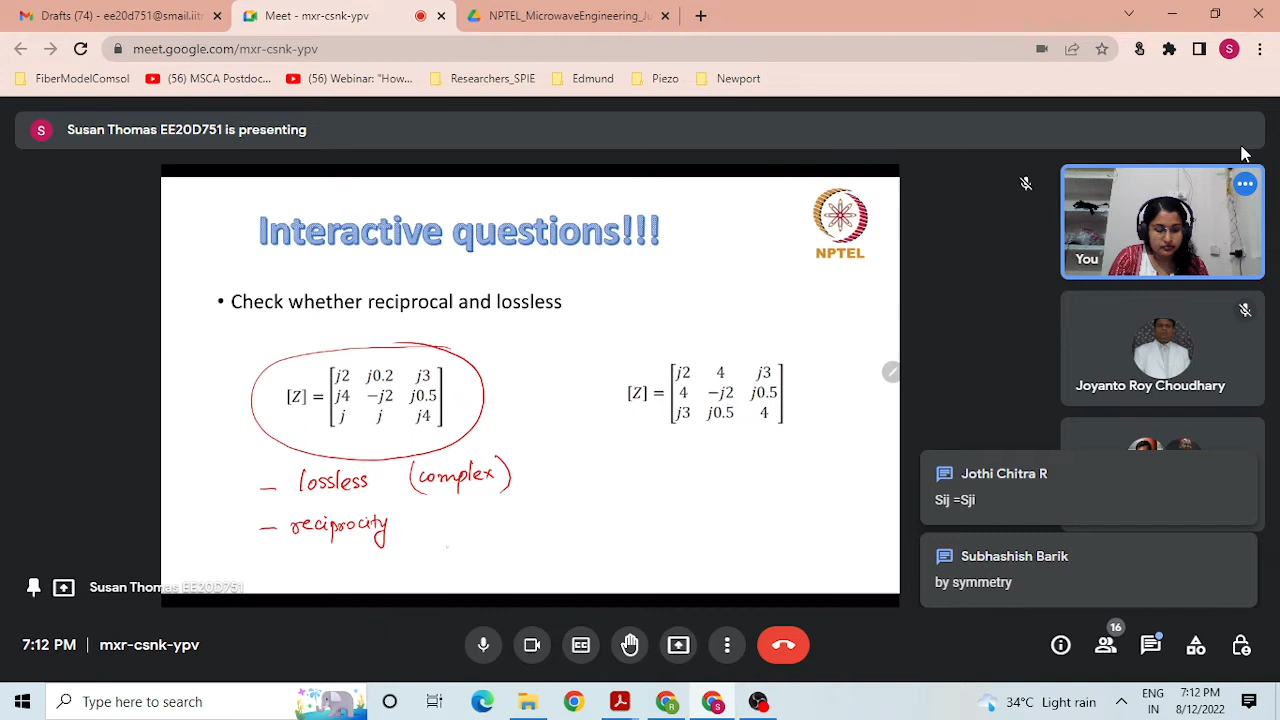 Drafts (74) - ee20d751@smail.iitr
Meet - mxr-csnk-ypv
NPTEL_MicrowaveEngineering_Ju
meet.google.com/mxr-csnk-ypv
S
FiberModelComsol
(56) MSCA Postdoc...
(56) Webinar: "How...
Researchers_SPIE
Edmund
Piezo
Newport
S
Susan Thomas EE20D751 is presenting
Interactive questions!!!
NPTEL
• Check whether reciprocal and lossless
[Z] = [j2 j0.2 j3
j4 -j2 j0.5
j j j4]
[Z] = [j2 4 j3
4 -j2 j0.5
j3 j0.5 4]
– lossless (complex)
– reciprocity
You
Joyanto Roy Choudhary
Jothi Chitra R
Sij =Sji
Subhashish Barik
by symmetry
Susan Thomas EE20D751
7:12 PM | mxr-csnk-ypv
16
Type here to search
R
S
34°C Light rain
ENG
IN
7:12 PM
8/12/2022